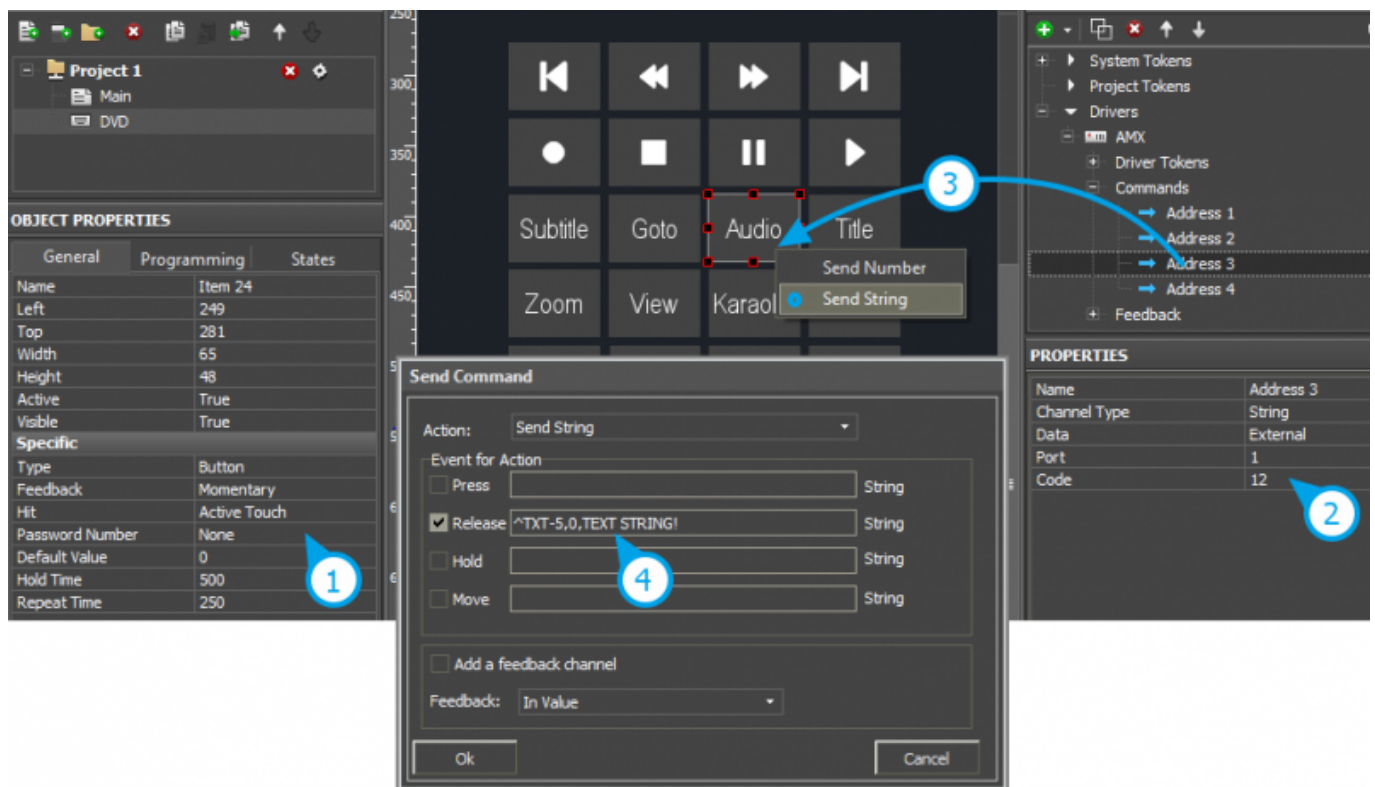 Project 1
Main
DVD
OBJECT PROPERTIES
General Programming States
Name Item 24
Left 249
Top 281
Width 65
Height 48
Active True
Visible True
Specific
Type Button
Feedback Momentary
Hit Active Touch
Password Number None
Default Value 0
Hold Time 500
Repeat Time 250
1
250
300
350
400
450
Subtitle Goto Audio Title
Zoom View Karao
Send Number
Send String
3
System Tokens
Project Tokens
Drivers
AMX
Driver Tokens
Commands
Address 1
Address 2
Address 3
Address 4
Feedback
PROPERTIES
Name Address 3
Channel Type String
Data External
Port 1
Code 12
2
Send Command
Action: Send String
Event for Action
Press String
Release ^TXT-5,0,TEXT STRING! String
Hold String
Move String
4
Add a feedback channel
Feedback: In Value
Ok Cancel